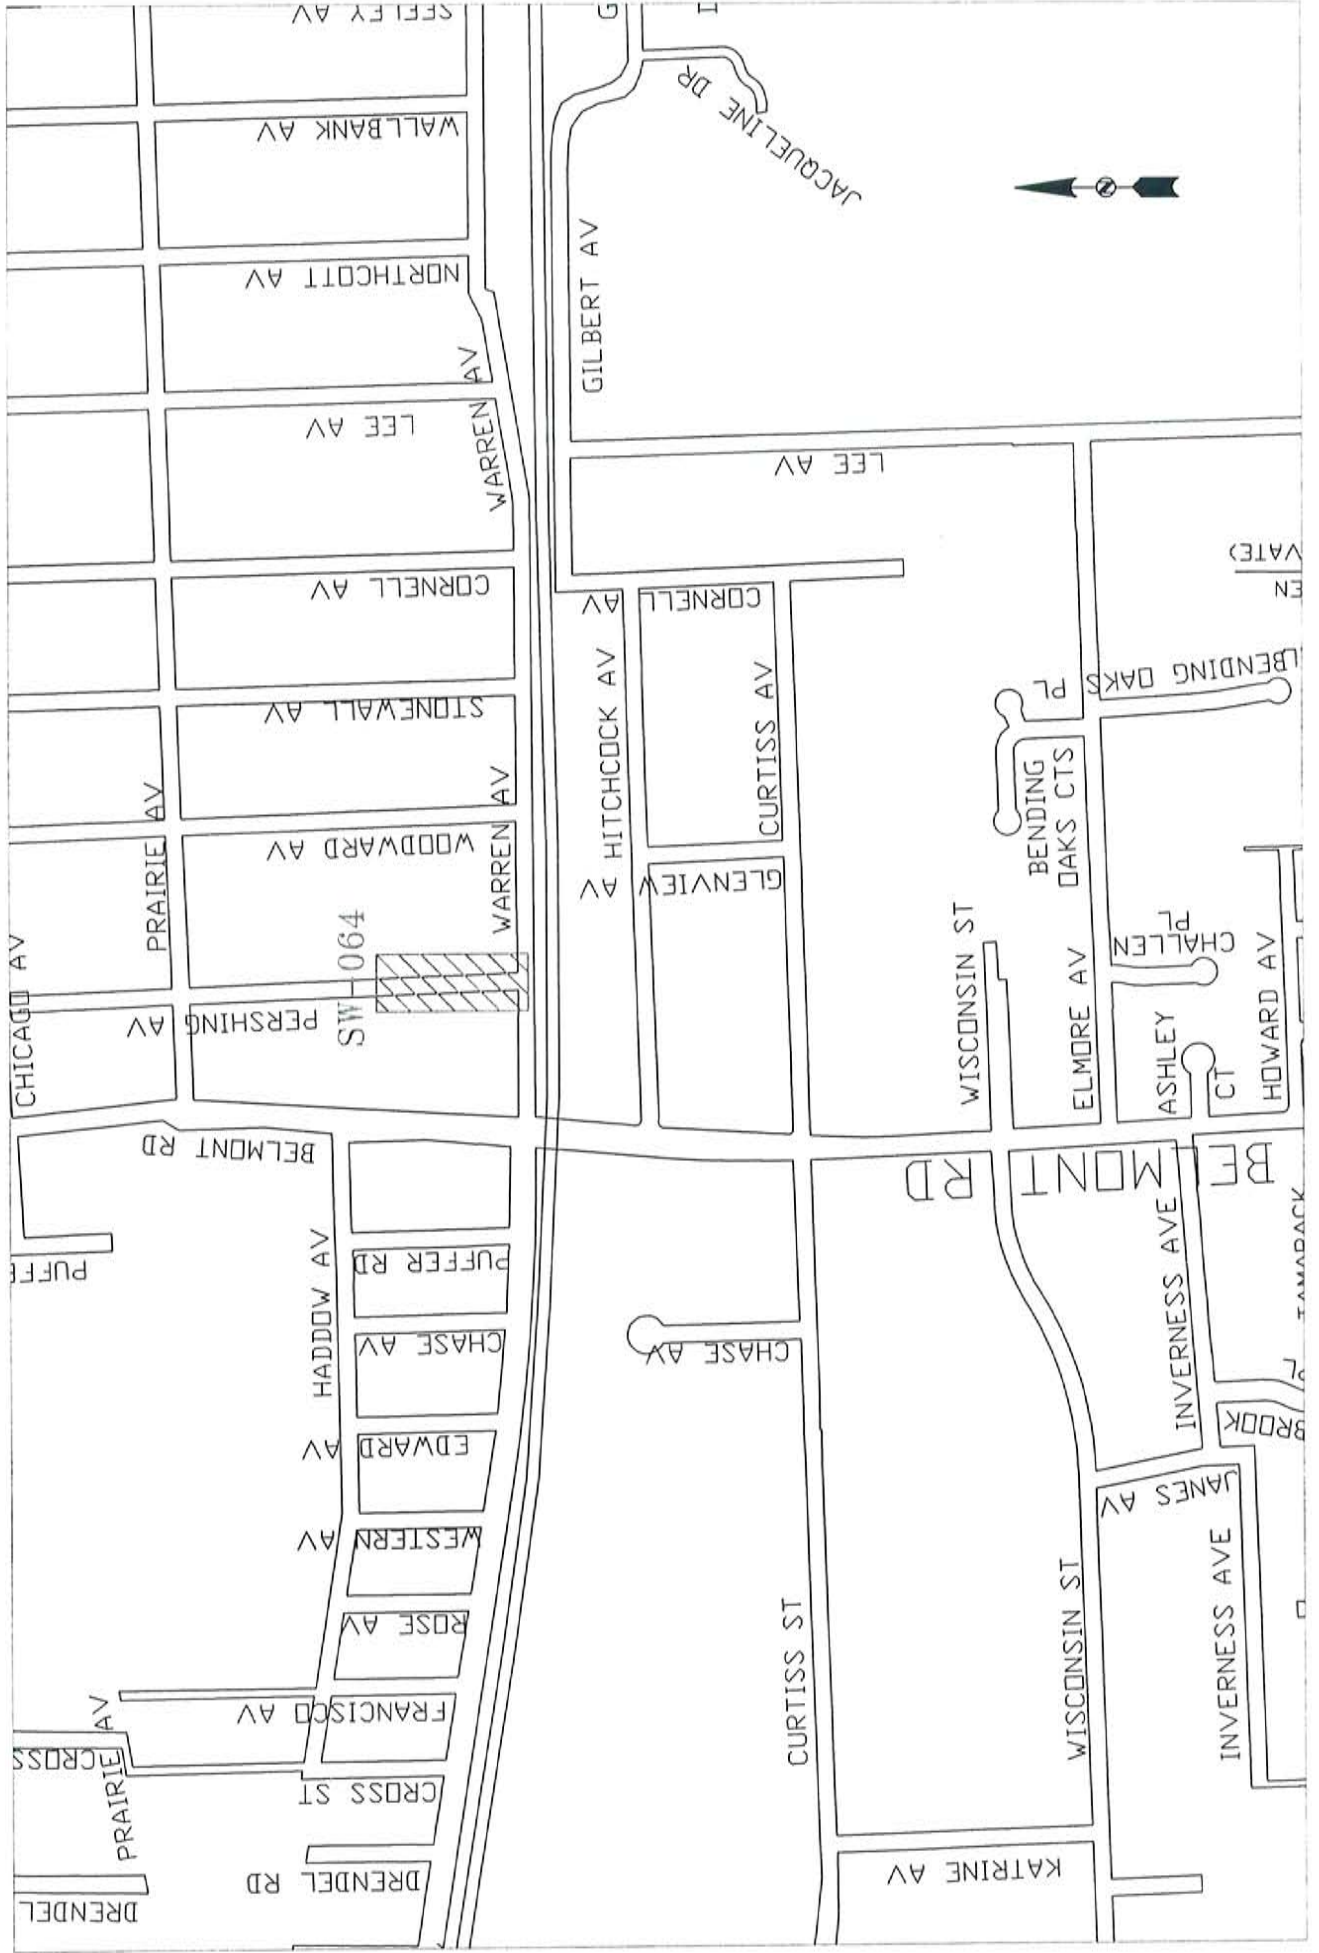 SEELEY AV
WALLBANK AV
NORTHCOTT AV
LEE AV
CORNELL AV
STONEWALL AV
WOODWARD AV
PERSHING AV
SW-064
CHICAGO AV
PRAIRIE AV
WARREN AV
WARREN AV
JACQUELINE DR
GILBERT AV
LEE AV
CORNELL AV
HITCHCOCK AV
CURTISS AV
GLENVIEW AV
N
VATE)
EN
BENDING OAKS PL
BENDING
OAKS CTS
WISCONSIN ST
ELMORE AV
CHALLEN
PL
ASHLEY
CT
HOWARD AV
BELMONT RD
BELMONT RD
PUFFE
HADDOW AV
PUFFER RD
CHASE AV
EDWARD AV
WESTERN AV
ROSE AV
FRANCISCO AV
CROSS
PRAIRIE AV
CROSS ST
DRENDEL RD
DRENDEL
CHASE AV
CURTISS ST
WISCONSIN ST
KATRINE AV
INVERNESS AVE
TAMARACK
PL
BROOK
JANES AV
INVERNESS AVE